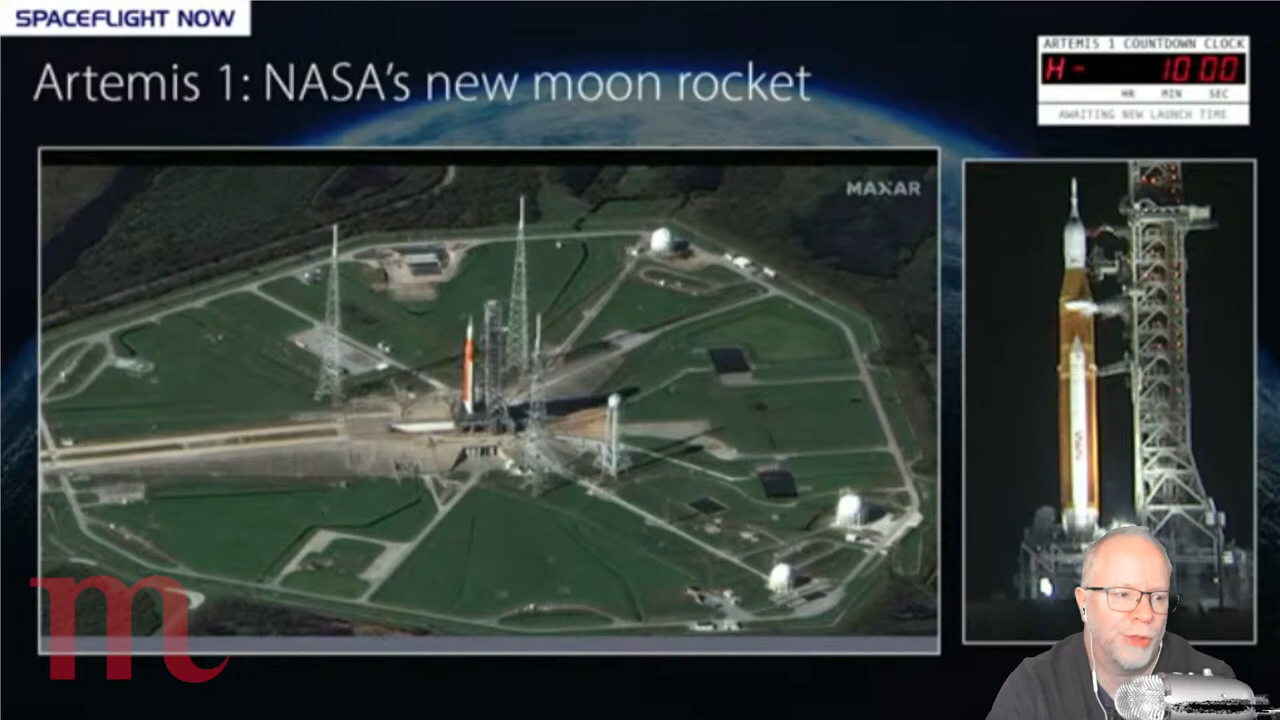 SPACEFLIGHT NOW
Artemis 1: NASA's new moon rocket
ARTEMIS 1 COUNTDOWN CLOCK
H - 10 00
HR MIN SEC
AWAITING NEW LAUNCH TIME
MAXAR
m